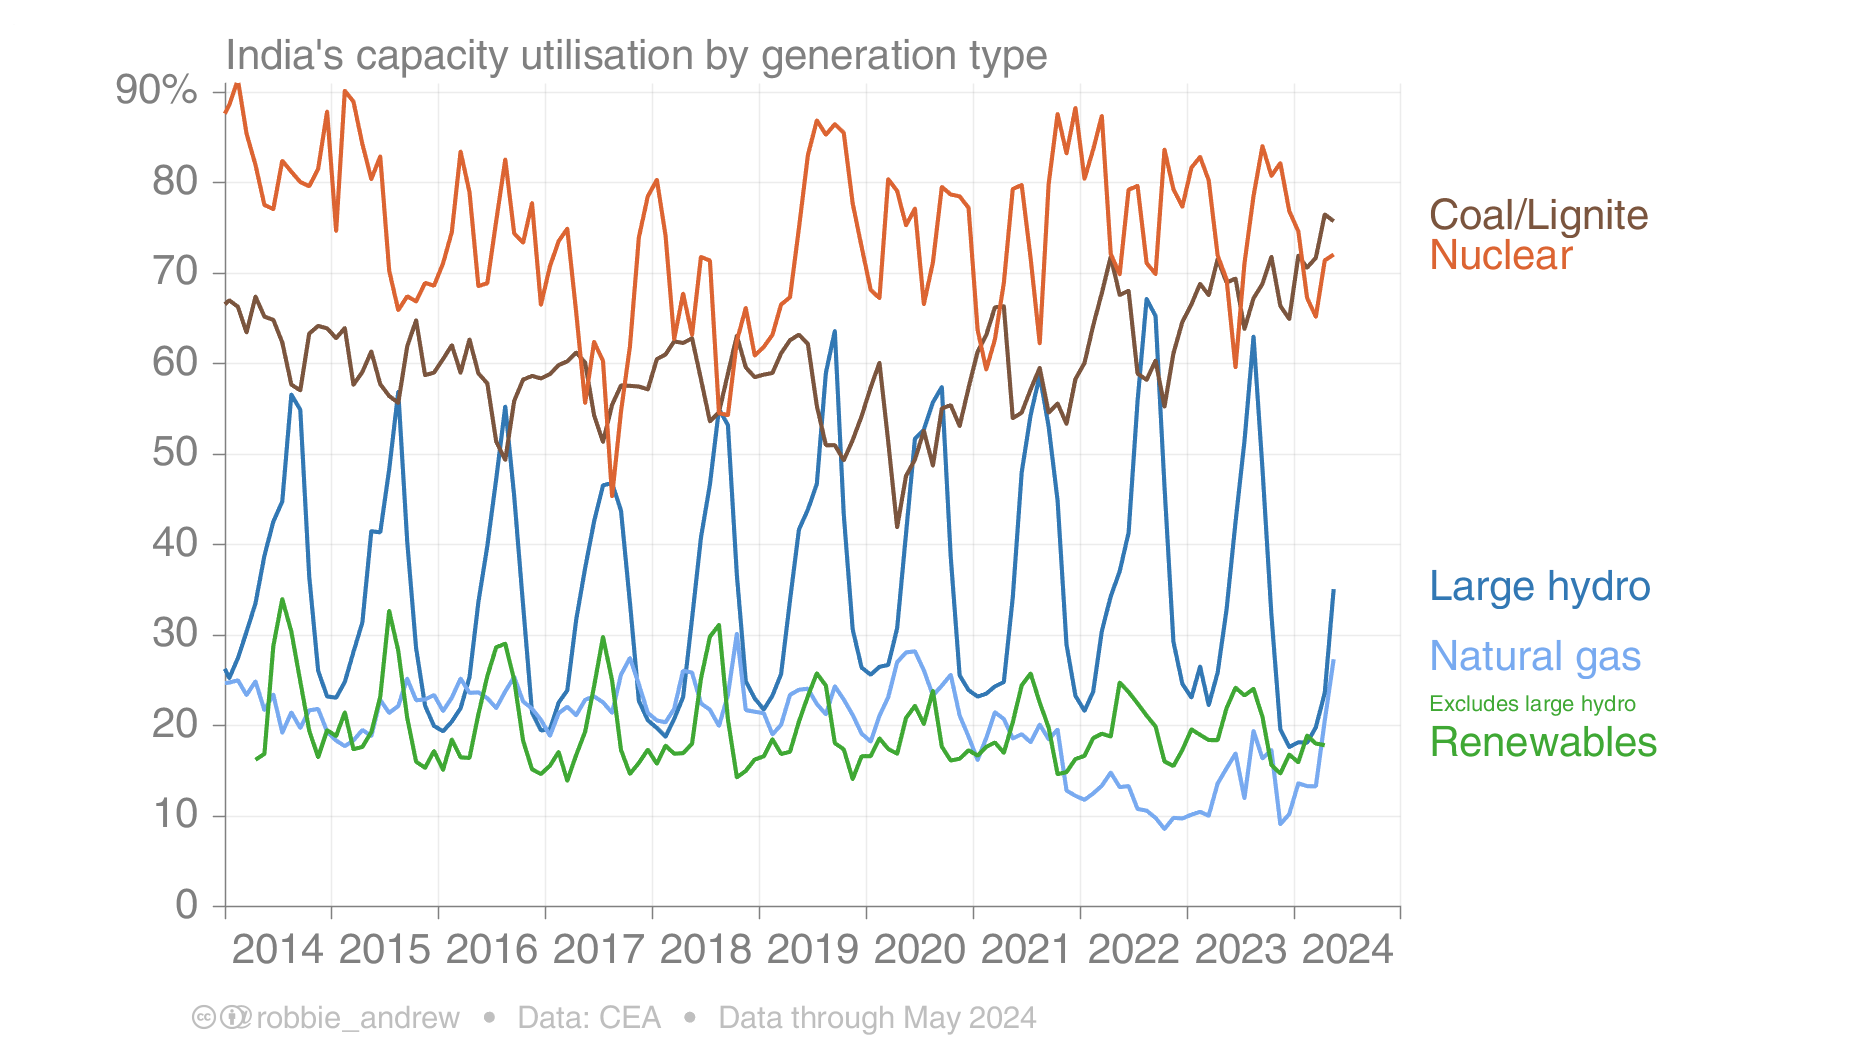 India's capacity utilisation by generation type
90%
80
70
60
50
40
30
20
10
0
Coal/Lignite
Nuclear
Large hydro
Natural gas
Excludes large hydro
Renewables
2014 2015 2016 2017 2018 2019 2020 2021 2022 2023 2024
@robbie_andrew • Data: CEA • Data through May 2024